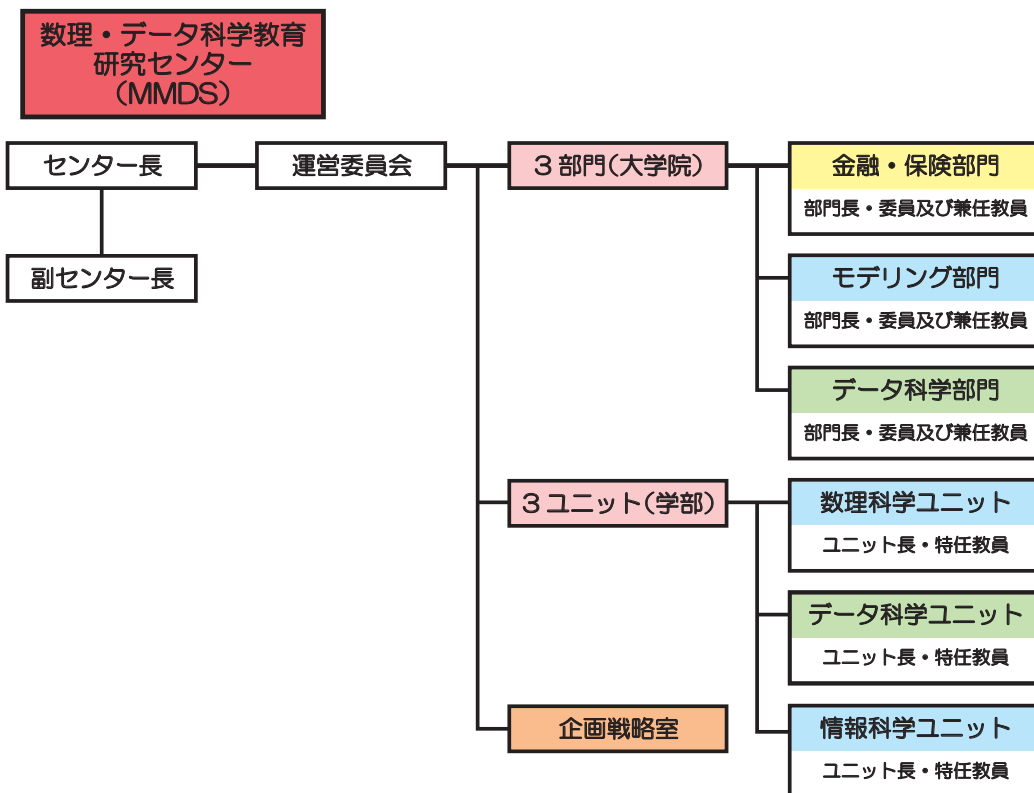 数理・データ科学教育
研究センター
（MMDS）
センター長
運営委員会
副センター長
3 部門（大学院）
金融・保険部門
部門長・委員及び兼任教員
モデリング部門
部門長・委員及び兼任教員
データ科学部門
部門長・委員及び兼任教員
3 ユニット（学部）
数理科学ユニット
ユニット長・特任教員
データ科学ユニット
ユニット長・特任教員
情報科学ユニット
ユニット長・特任教員
企画戦略室